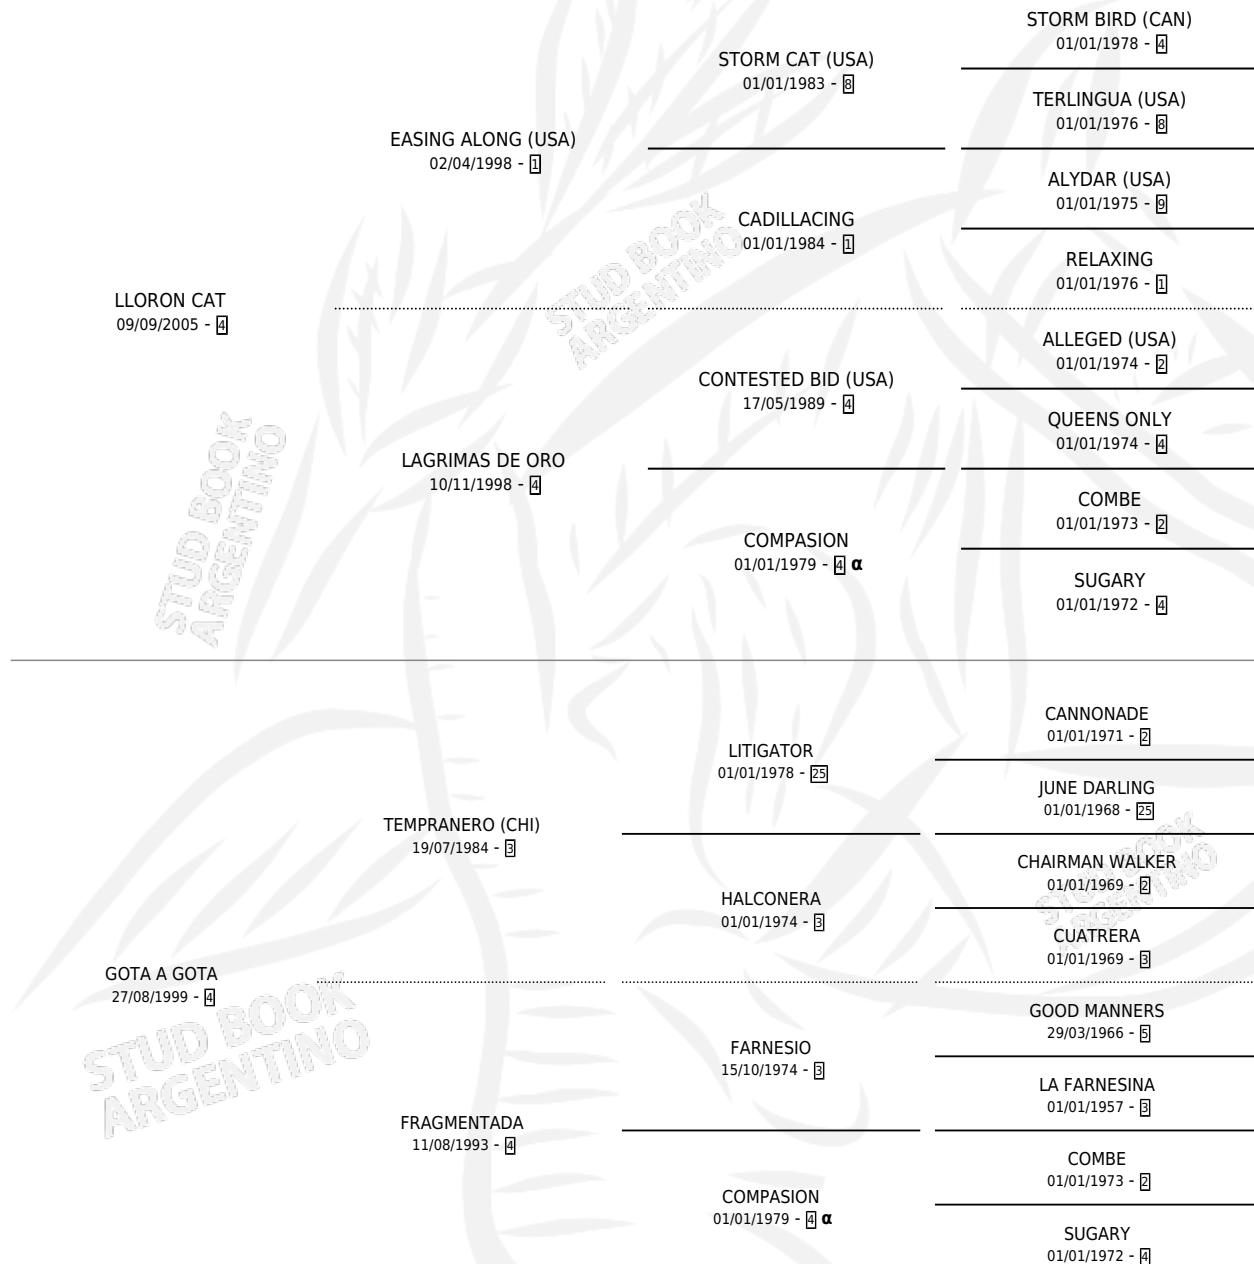 STORM BIRD (CAN)
01/01/1978 - 4
STORM CAT (USA)
01/01/1983 - 8
TERLINGUA (USA)
01/01/1976 - 8
EASING ALONG (USA)
02/04/1998 - 1
ALYDAR (USA)
01/01/1975 - 9
CADILLACING
01/01/1984 - 1
RELAXING
01/01/1976 - 1
STUD BOOK
ARGENTINO
LLORON CAT
09/09/2005 - 4
ALLEGED (USA)
01/01/1974 - 2
CONTESTED BID (USA)
17/05/1989 - 4
QUEENS ONLY
01/01/1974 - 4
LAGRIMAS DE ORO
10/11/1998 - 4
COMBE
01/01/1973 - 2
COMPASION
01/01/1979 - 4 α
SUGARY
01/01/1972 - 4
STUD BOOK
ARGENTINO
CANNONADE
01/01/1971 - 2
LITIGATOR
01/01/1978 - 25
JUNE DARLING
01/01/1968 - 25
TEMPRANERO (CHI)
19/07/1984 - 3
CHAIRMAN WALKER
01/01/1969 - 2
HALCONERA
01/01/1974 - 3
CUATRERA
01/01/1969 - 3
STUD BOOK
ARGENTINO
GOTA A GOTA
27/08/1999 - 4
GOOD MANNERS
29/03/1966 - 5
FARNESIO
15/10/1974 - 3
LA FARNESINA
01/01/1957 - 3
FRAGMENTADA
11/08/1993 - 4
COMBE
01/01/1973 - 2
COMPASION
01/01/1979 - 4 α
SUGARY
01/01/1972 - 4
STUD BOOK
ARGENTINO